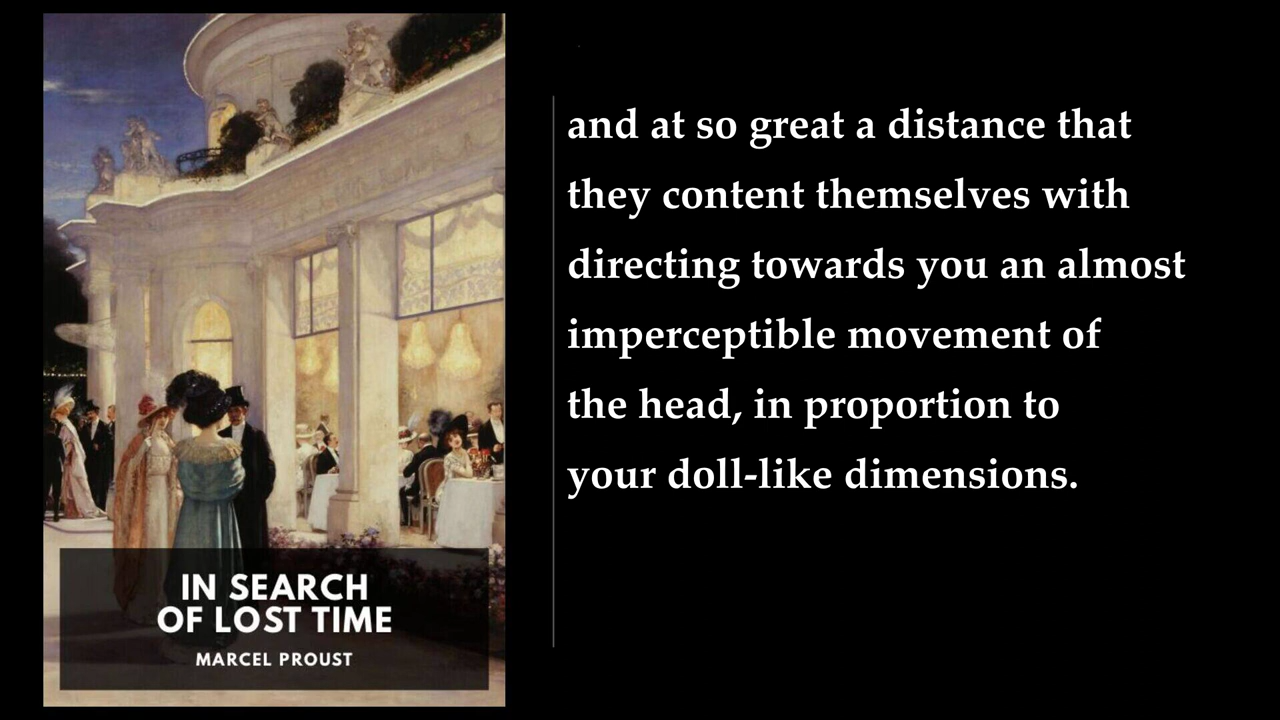 and at so great a distance that
they content themselves with
directing towards you an almost
imperceptible movement of
the head, in proportion to
your doll-like dimensions.
IN SEARCH
OF LOST TIME
MARCEL PROUST